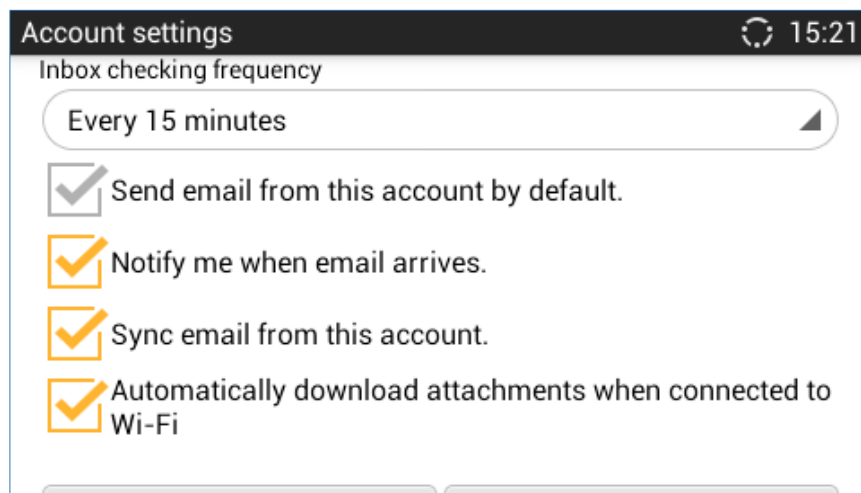 Account settings 15:21
Inbox checking frequency
Every 15 minutes
Send email from this account by default.
Notify me when email arrives.
Sync email from this account.
Automatically download attachments when connected to
Wi-Fi